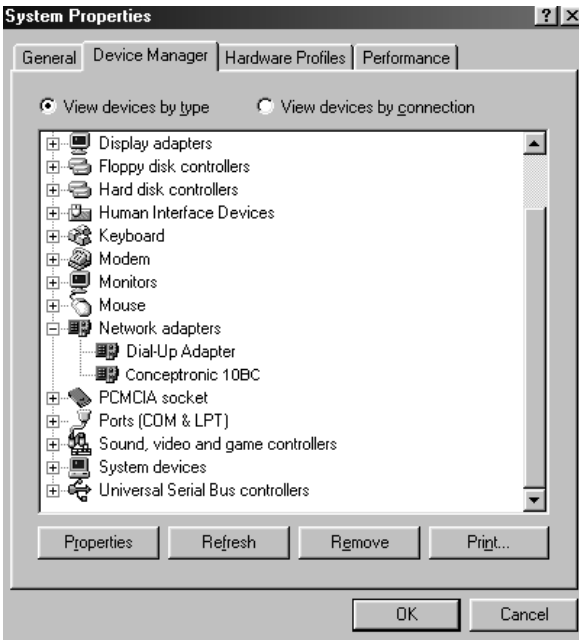 System Properties
General Device Manager Hardware Profiles Performance
View devices by type View devices by connection
Display adapters
Floppy disk controllers
Hard disk controllers
Human Interface Devices
Keyboard
Modem
Monitors
Mouse
Network adapters
Dial-Up Adapter
Conceptronic 10BC
PCMCIA socket
Ports (COM & LPT)
Sound, video and game controllers
System devices
Universal Serial Bus controllers
Properties Refresh Remove Print...
OK Cancel